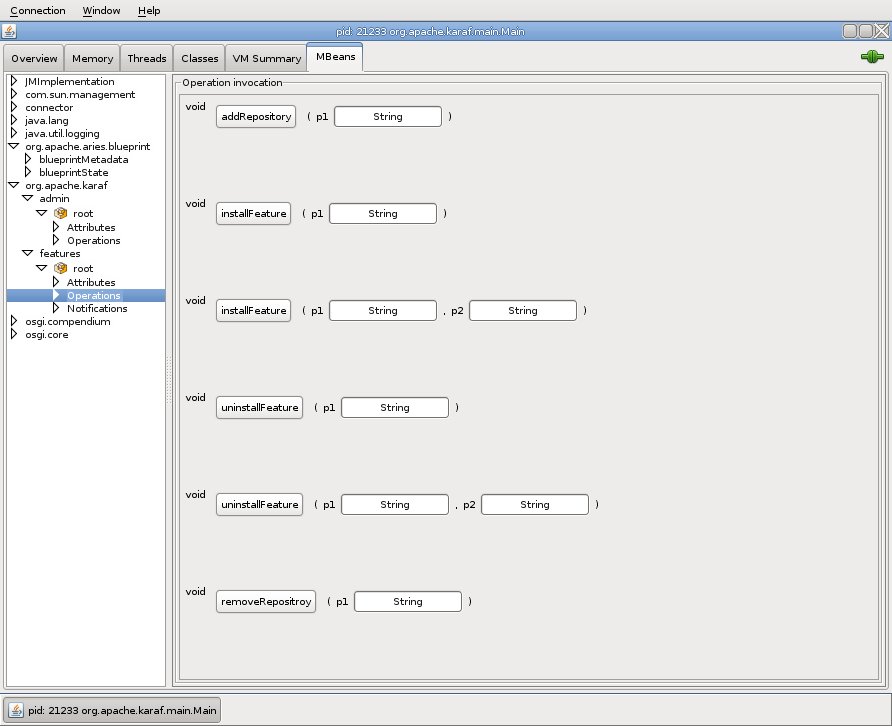 Connection Window Help
pid: 21233 org.apache.karaf.main.Main
Overview Memory Threads Classes VM Summary MBeans
JMImplementation
com.sun.management
connector
java.lang
java.util.logging
org.apache.aries.blueprint
blueprintMetadata
blueprintState
org.apache.karaf
admin
root
Attributes
Operations
features
root
Attributes
Operations
Notifications
osgi.compendium
osgi.core
Operation invocation
void addRepository ( p1 String )
void installFeature ( p1 String )
void installFeature ( p1 String , p2 String )
void uninstallFeature ( p1 String )
void uninstallFeature ( p1 String , p2 String )
void removeRepositroy ( p1 String )
pid: 21233 org.apache.karaf.main.Main